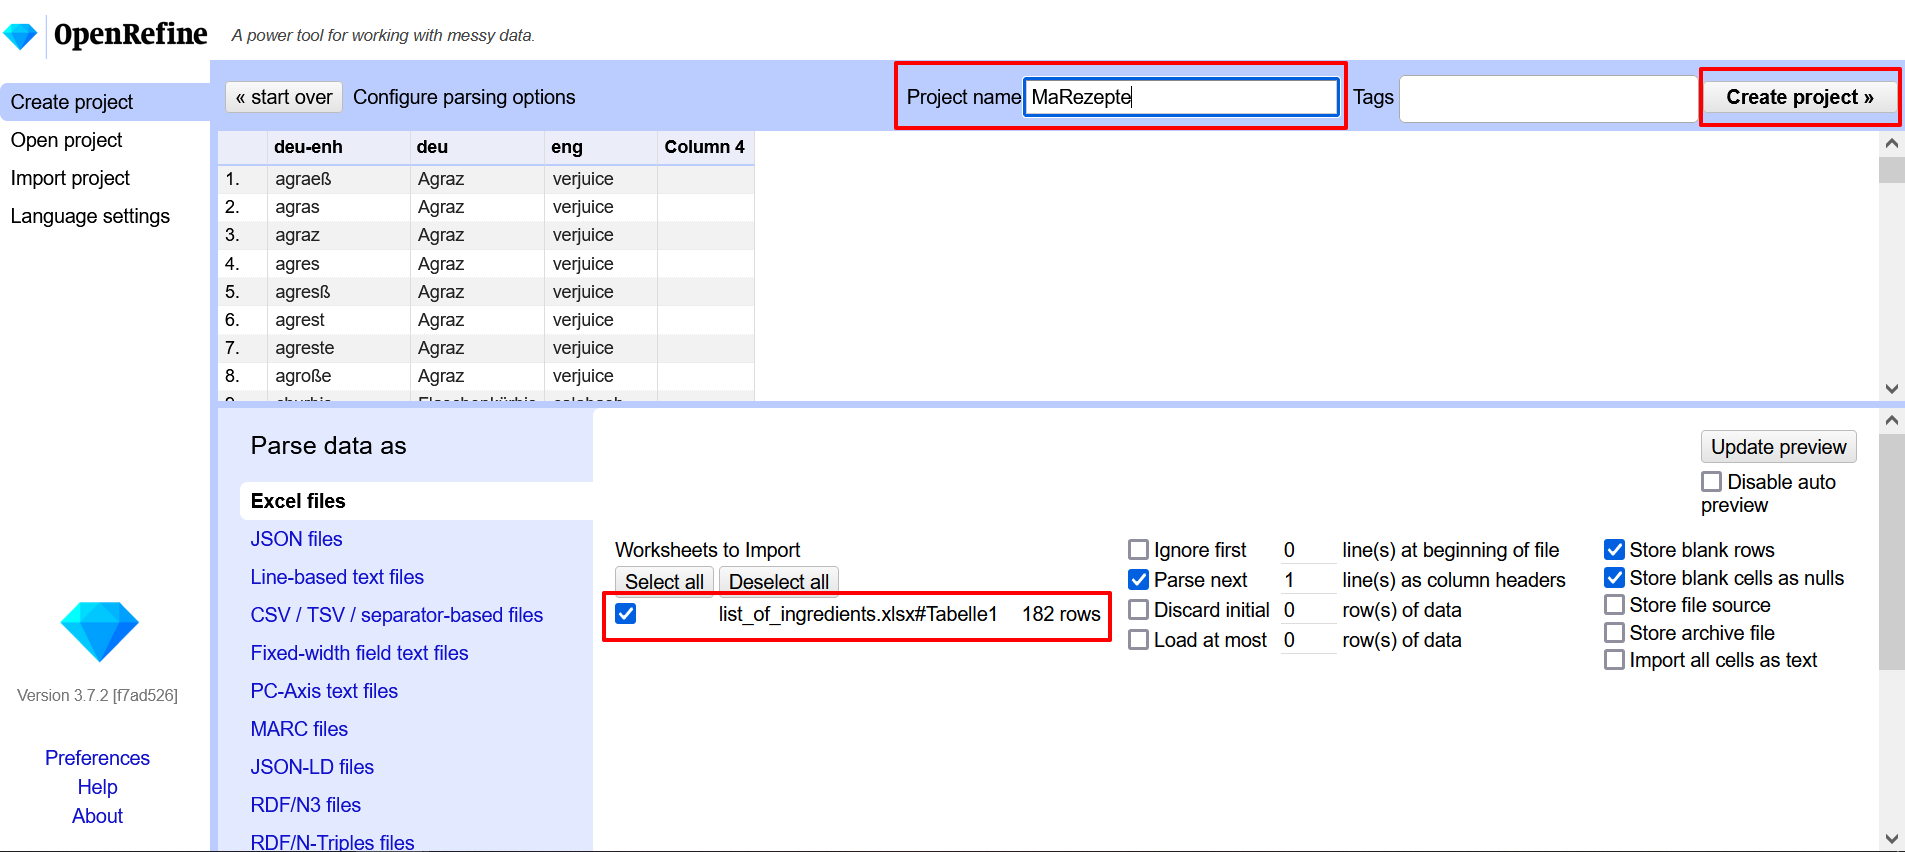 OpenRefine A power tool for working with messy data.
Create project
Open project
Import project
Language settings
Version 3.7.2 [f7ad526]
Preferences
Help
About
« start over Configure parsing options Project name MaRezepte Tags Create project »
deu-enh deu eng Column 4
1. agraeß Agraz verjuice
2. agras Agraz verjuice
3. agraz Agraz verjuice
4. agres Agraz verjuice
5. agresß Agraz verjuice
6. agrest Agraz verjuice
7. agreste Agraz verjuice
8. agroße Agraz verjuice
Parse data as
Excel files
JSON files
Line-based text files
CSV / TSV / separator-based files
Fixed-width field text files
PC-Axis text files
MARC files
JSON-LD files
RDF/N3 files
RDF/N-Triples files
Update preview
Disable auto
preview
Worksheets to Import
Select all Deselect all
list_of_ingredients.xlsx#Tabelle1 182 rows
Ignore first 0 line(s) at beginning of file
Parse next 1 line(s) as column headers
Discard initial 0 row(s) of data
Load at most 0 row(s) of data
Store blank rows
Store blank cells as nulls
Store file source
Store archive file
Import all cells as text